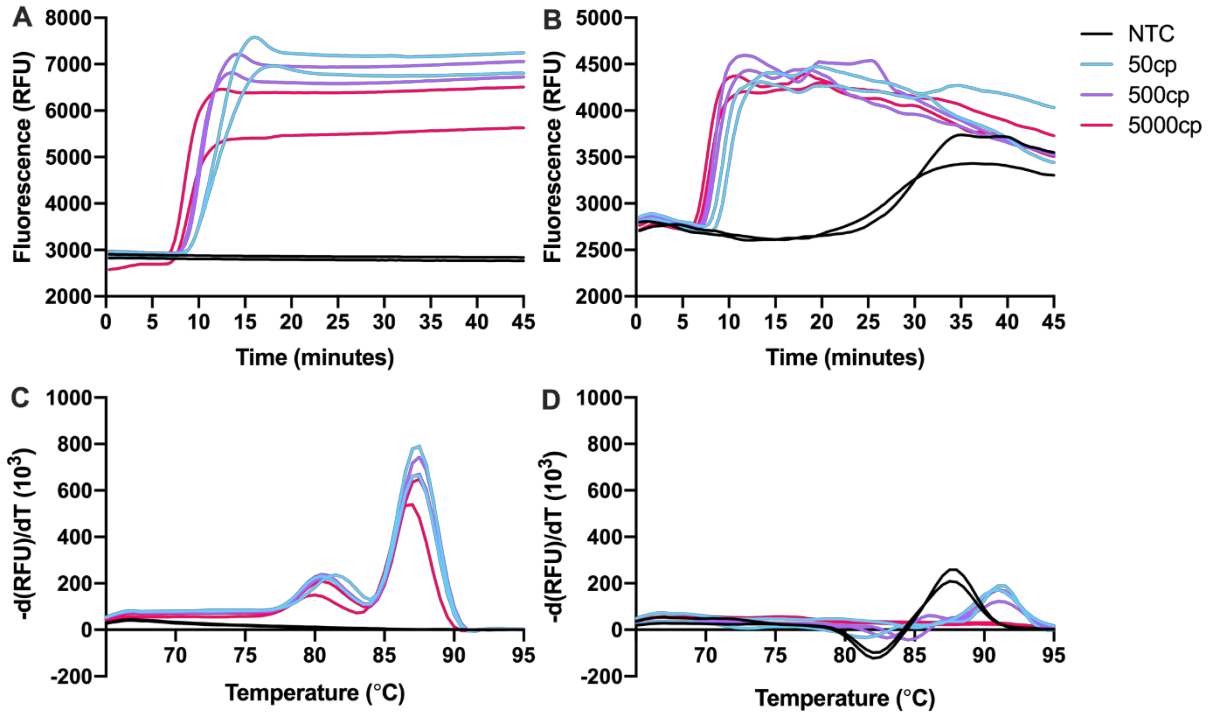 A
Fluorescence (RFU)
8000
7000
6000
5000
4000
3000
2000
0 5 10 15 20 25 30 35 40 45
Time (minutes)
B
Fluorescence (RFU)
5000
4500
4000
3500
3000
2500
2000
0 5 10 15 20 25 30 35 40 45
Time (minutes)
NTC
50cp
500cp
5000cp
C
-d(RFU)/dT (10³)
1000
800
600
400
200
0
-200
70 75 80 85 90 95
Temperature (°C)
D
-d(RFU)/dT (10³)
1000
800
600
400
200
0
-200
70 75 80 85 90 95
Temperature (°C)